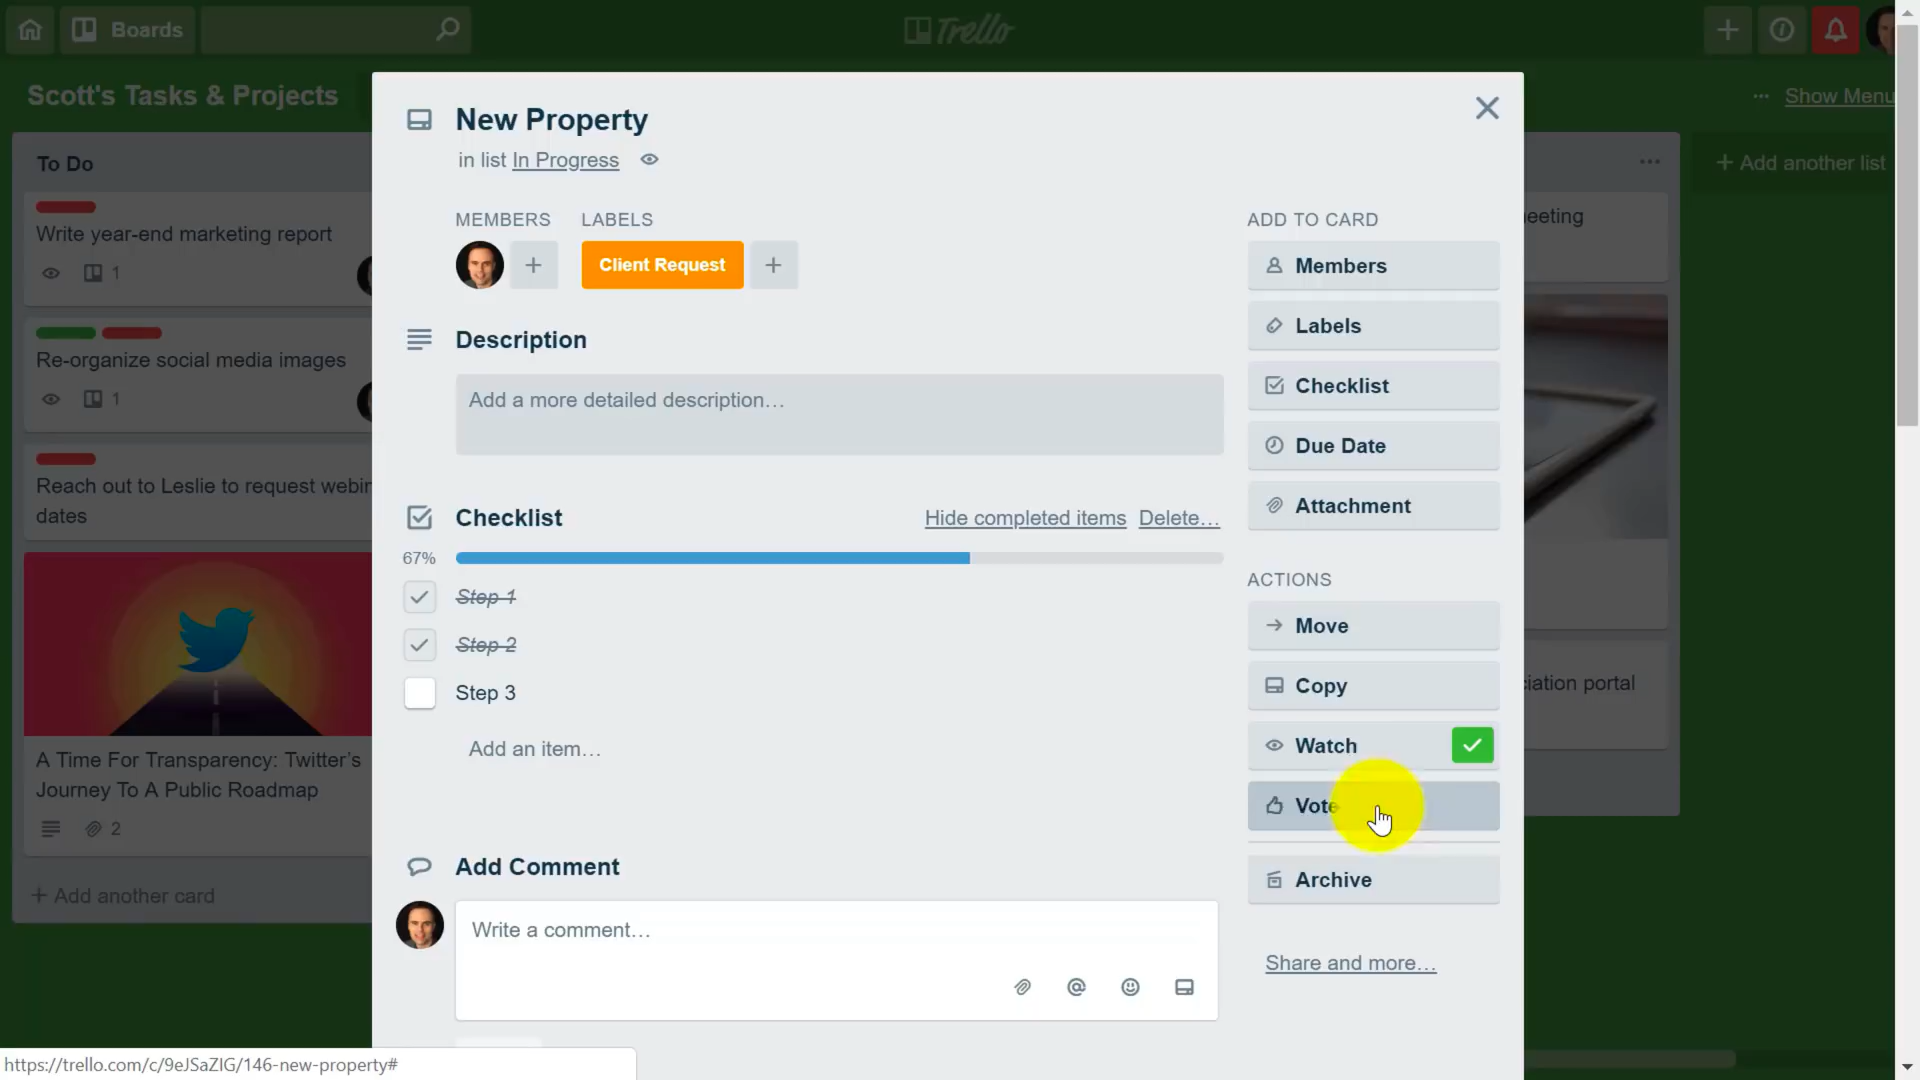 Boards
Trello
Scott's Tasks & Projects
··· Show Menu
To Do
Write year-end marketing report
1
Re-organize social media images
1
Reach out to Leslie to request webin
dates
A Time For Transparency: Twitter's
Journey To A Public Roadmap
2
+ Add another card
New Property
in list In Progress
MEMBERS
LABELS
Client Request
Description
Add a more detailed description…
Checklist
Hide completed items
Delete…
67%
Step 1
Step 2
Step 3
Add an item…
Add Comment
Write a comment…
ADD TO CARD
Members
Labels
Checklist
Due Date
Attachment
ACTIONS
Move
Copy
Watch
Vote
Archive
Share and more…
eeting
iation portal
+ Add another list
https://trello.com/c/9eJSaZIG/146-new-property#